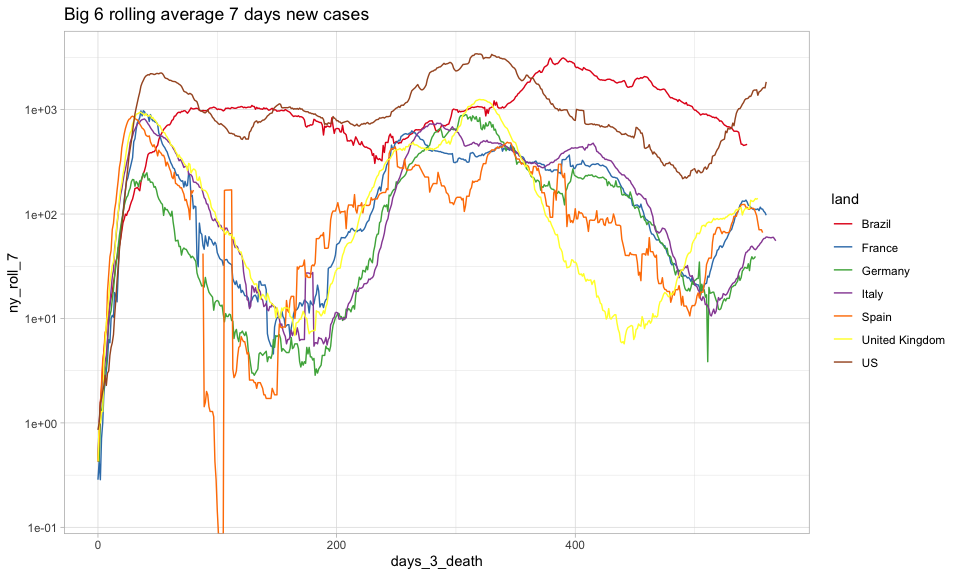 Big 6 rolling average 7 days new cases
ny_roll_7
1e+03
1e+02
1e+01
1e+00
1e-01
0
200
400
days_3_death
land
Brazil
France
Germany
Italy
Spain
United Kingdom
US